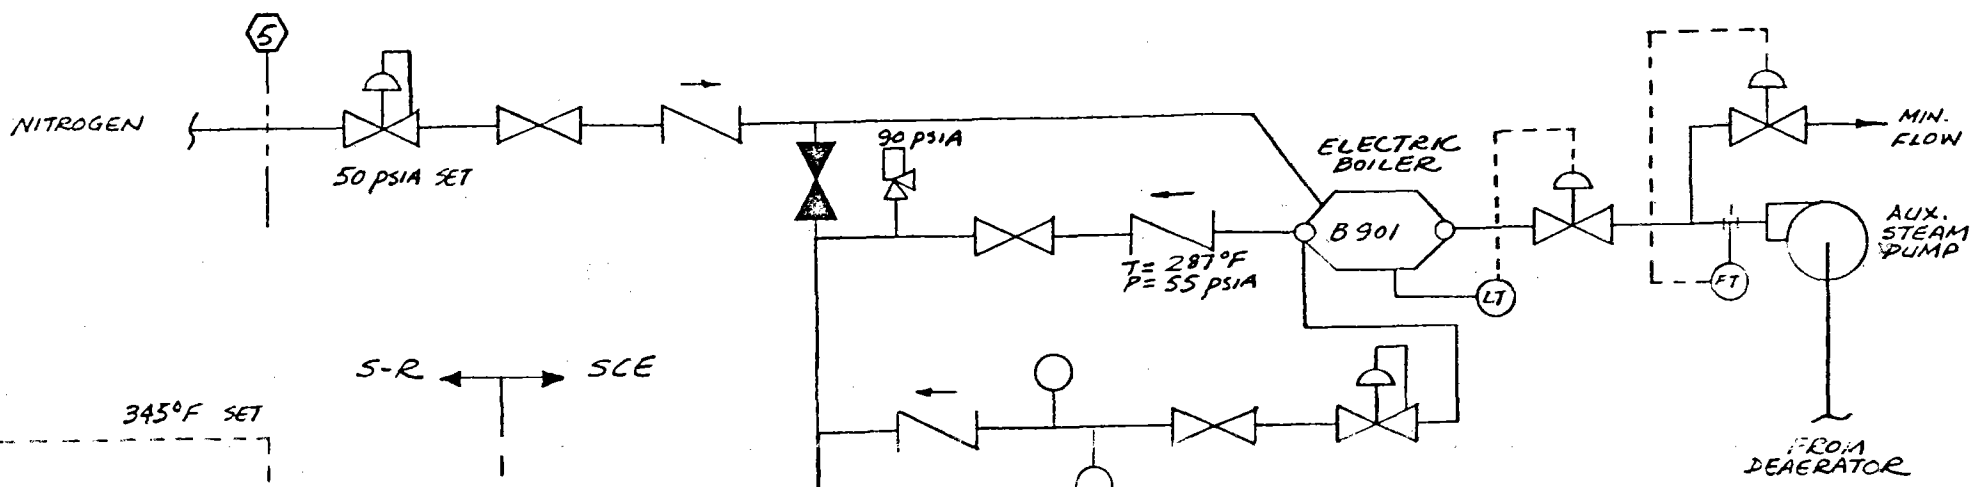 5
NITROGEN
50 PSIA SET
90 PSIA
ELECTRIC
BOILER
B901
T= 287°F
P= 55 PSIA
LT
FT
MIN.
FLOW
AUX.
STEAM
PUMP
FROM
DEAERATOR
S-R
SCE
345°F SET